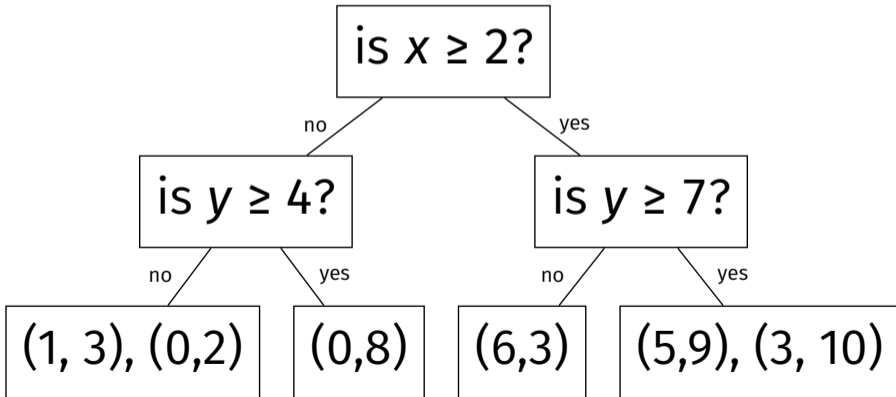 is x ≥ 2?
no
yes
is y ≥ 4?
is y ≥ 7?
no
yes
no
yes
(1, 3), (0,2)
(0,8)
(6,3)
(5,9), (3, 10)